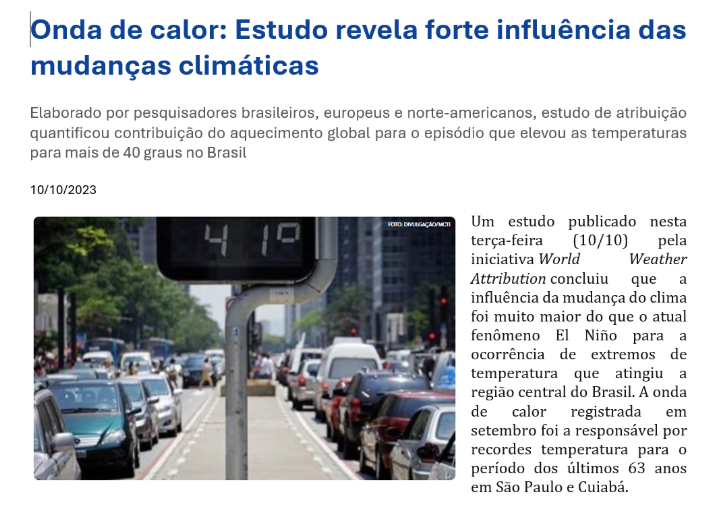 Onda de calor: Estudo revela forte influência das
mudanças climáticas
Elaborado por pesquisadores brasileiros, europeus e norte-americanos, estudo de atribuição
quantificou contribuição do aquecimento global para o episódio que elevou as temperaturas
para mais de 40 graus no Brasil
10/10/2023
FOTO: DIVULGAÇÃO/MCTI
41º
Um estudo publicado nesta
terça-feira (10/10) pela
iniciativa World Weather
Attribution concluiu que a
influência da mudança do clima
foi muito maior do que o atual
fenômeno El Niño para a
ocorrência de extremos de
temperatura que atingiu a
região central do Brasil. A onda
de calor registrada em
setembro foi a responsável por
recordes temperatura para o
período dos últimos 63 anos
em São Paulo e Cuiabá.